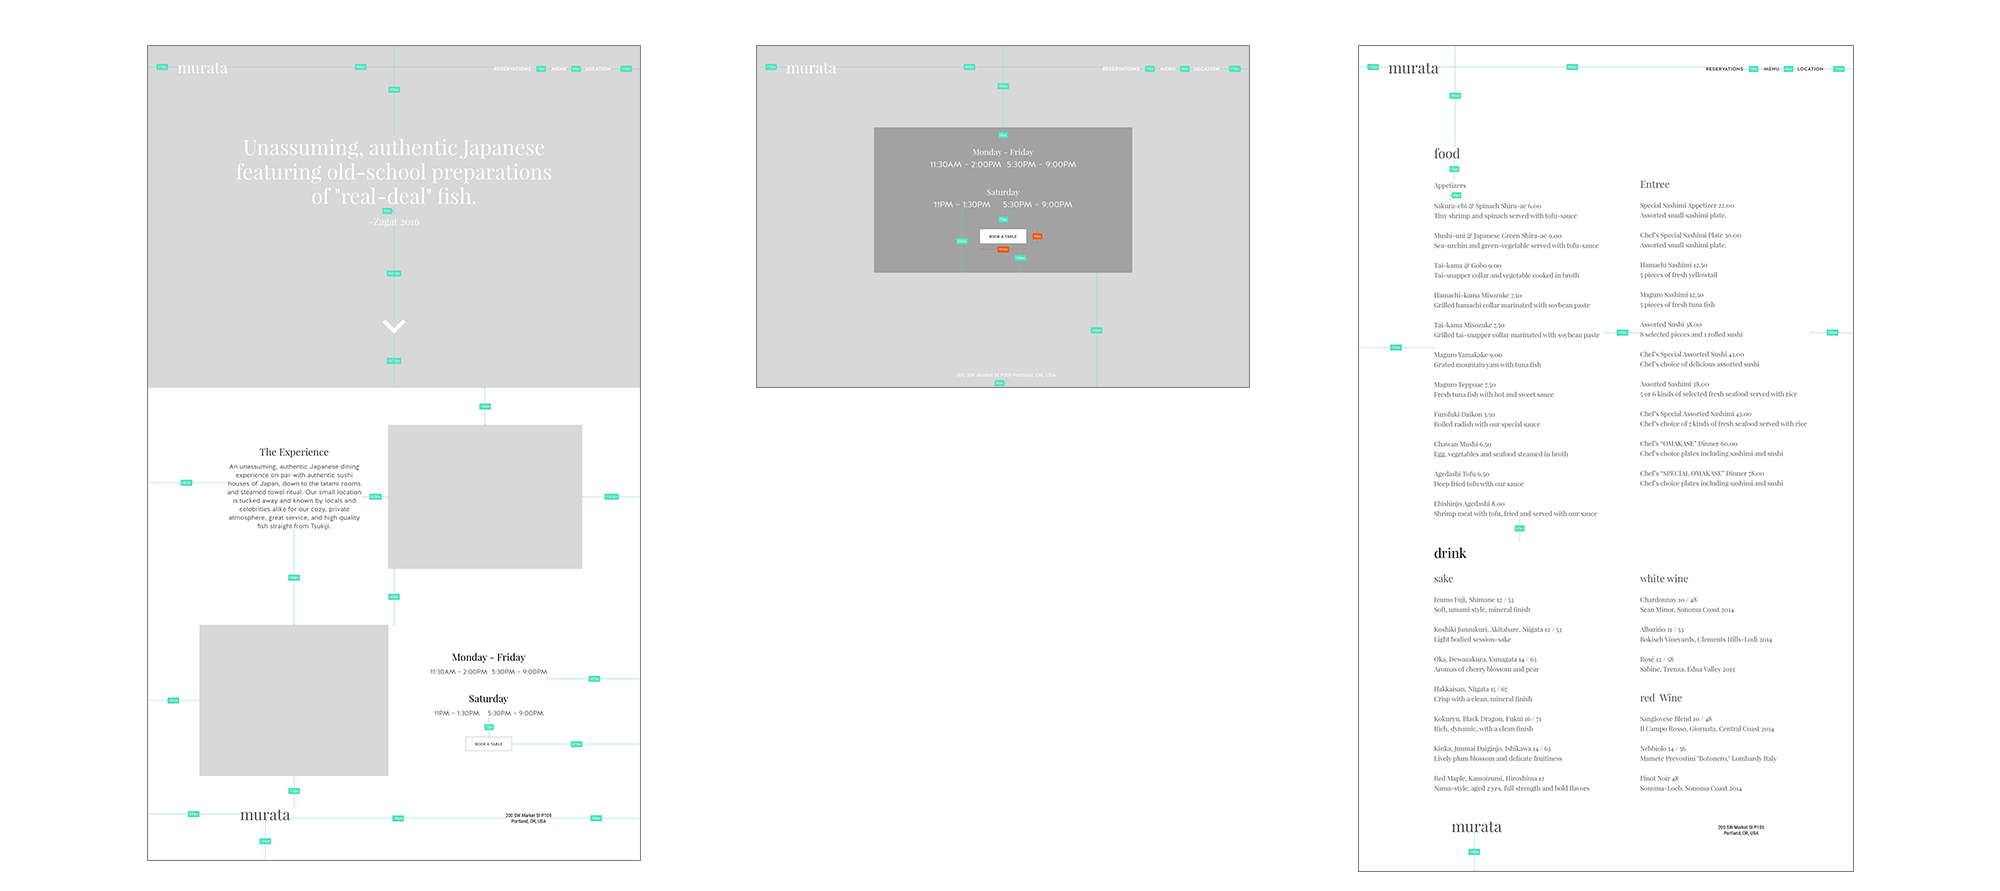 murata
RESERVATIONS MENU LOCATION
Unassuming, authentic Japanese
featuring old-school preparations
of "real-deal" fish.
-Zagat 2016
The Experience
An unassuming, authentic Japanese dining
experience on par with authentic sushi
houses of Japan, down to the tatami rooms
and steamed towel ritual. Our small location
is tucked away and known by locals and
celebrities alike for our cozy, private
atmosphere, great service, and high quality
fish straight from Tsukiji.
Monday - Friday
11:30AM - 2:00PM 5:30PM - 9:00PM
Saturday
11PM - 1:30PM 5:30PM - 9:00PM
BOOK A TABLE
murata
200 SW Market St P105
Portland, OR, USA
murata
RESERVATIONS MENU LOCATION
Monday - Friday
11:30AM - 2:00PM 5:30PM - 9:00PM
Saturday
11PM - 1:30PM 5:30PM - 9:00PM
BOOK A TABLE
200 SW Market St P105 Portland, OR, USA
murata
RESERVATIONS MENU LOCATION
food
Appetizers
Sakura-ebi & Spinach Shira-ae 6.00
Tiny shrimp and spinach served with tofu-sauce
Mushi-uni & Japanese Green Shira-ae 9.00
Sea-urchin and green-vegetable served with tofu-sauce
Tai-kama & Gobo 9.00
Tai-snapper collar and vegetable cooked in broth
Hamachi-kama Misozuke 7.50
Grilled hamachi collar marinated with soybean paste
Tai-kama Misozuke 7.50
Grilled tai-snapper collar marinated with soybean paste
Maguro Yamakake 9.00
Grated mountain yam with tuna fish
Maguro Teppoae 7.50
Fresh tuna fish with hot and sweet sauce
Furofuki Daikon 5.50
Boiled radish with our special sauce
Chawan Mushi 6.50
Egg, vegetables and seafood steamed in broth
Agedashi Tofu 6.50
Deep fried tofu with our sauce
Ebishinjo Agedashi 8.00
Shrimp meat with tofu, fried and served with our sauce
Entree
Special Sashimi Appetizer 22.00
Assorted small sashimi plate.
Chef's Special Sashimi Plate 30.00
Assorted small sashimi plate.
Hamachi Sashimi 12.50
5 pieces of fresh yellowtail
Maguro Sashimi 12.50
5 pieces of fresh tuna fish
Assorted Sushi 38.00
8 selected pieces and 1 rolled sushi
Chef's Special Assorted Sushi 43.00
Chef's choice of delicious assorted sushi
Assorted Sashimi 38.00
5 or 6 kinds of selected fresh seafood served with rice
Chef's Special Assorted Sashimi 43.00
Chef's choice of 7 kinds of fresh seafood served with rice
Chef's "OMAKASE" Dinner 60.00
Chef's choice plates including sashimi and sushi
Chef's "SPECIAL OMAKASE" Dinner 78.00
Chef's choice plates including sashimi and sushi
drink
sake
Izumo Fuji, Shimane 12 / 53
Soft, umami style, mineral finish
Koshiki Junzukuri, Akitabare, Niigata 12 / 53
Light bodied session-sake
Oka, Dewazakura, Yamagata 14 / 63
Aromas of cherry blossom and pear
Hakkaisan, Niigata 15 / 67
Crisp with a clean, mineral finish
Kokuryu, Black Dragon, Fukui 16 / 71
Rich, dynamic, with a clean finish
Kinka, Junmai Daiginjo, Ishikawa 14 / 63
Lively plum blossom and delicate fruitiness
Red Maple, Kamoizumi, Hiroshima 12
Nama-style, aged 2 yrs, full strength and bold flavors
white wine
Chardonnay 10 / 48
Sean Minor, Sonoma Coast 2014
Albariño 11 / 53
Bokisch Vineyards, Clements Hills-Lodi 2014
Rosé 12 / 58
Sabine, Trenza, Edna Valley 2013
red Wine
Sangiovese Blend 10 / 48
Il Campo Rosso, Giornata, Central Coast 2014
Nebbiolo 14 / 56
Mamete Prevostini "Botonero," Lombardy Italy
Pinot Noir 48
Sonoma-Loeb, Sonoma Coast 2014
murata
200 SW Market St P105
Portland, OR, USA